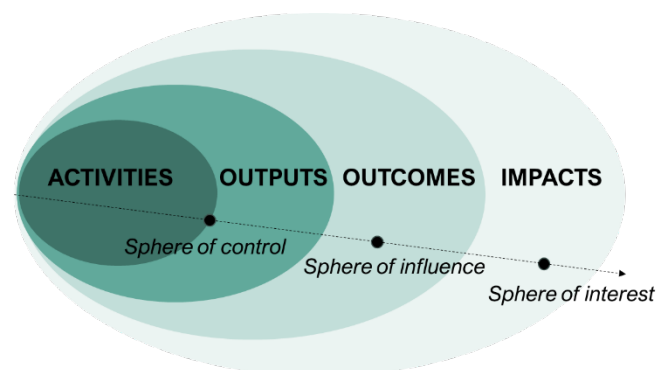 ACTIVITIES OUTPUTS OUTCOMES IMPACTS
Sphere of control
Sphere of influence
Sphere of interest